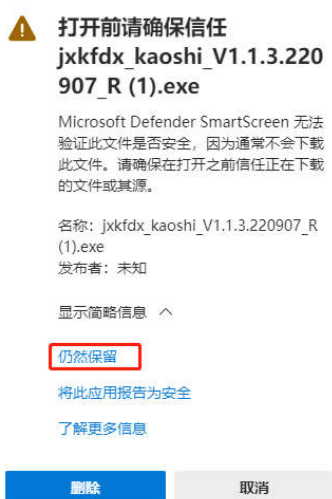 打开前请确保信任
jxkfdx_kaoshi_V1.1.3.220
907_R (1).exe
Microsoft Defender SmartScreen 无法
验证此文件是否安全，因为通常不会下载
此文件。请确保在打开之前信任正在下载
的文件或其源。
名称：jxkfdx_kaoshi_V1.1.3.220907_R
(1).exe
发布者：未知
显示简略信息
仍然保留
将此应用报告为安全
了解更多信息
删除
取消